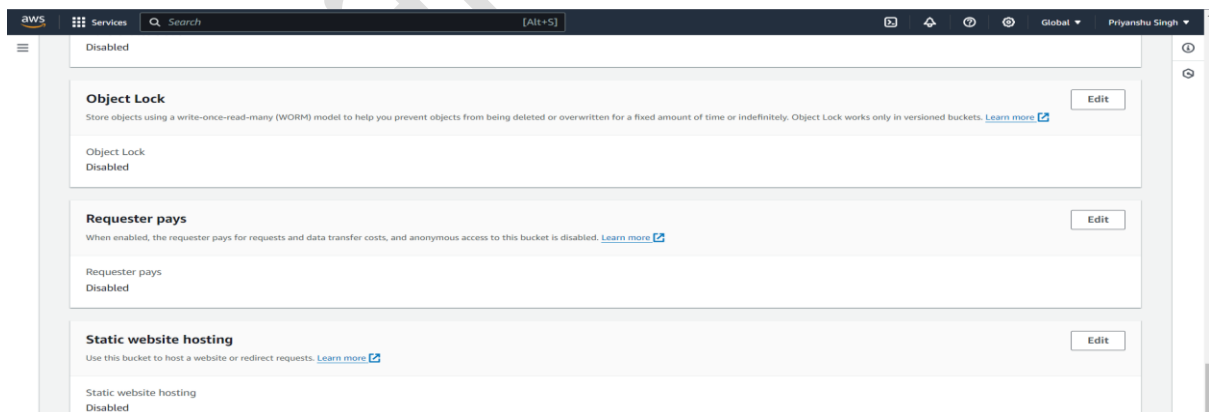 aws Services Search [Alt+S] Global Priyanshu Singh
Disabled
Object Lock Edit
Store objects using a write-once-read-many (WORM) model to help you prevent objects from being deleted or overwritten for a fixed amount of time or indefinitely. Object Lock works only in versioned buckets. Learn more
Object Lock
Disabled
Requester pays Edit
When enabled, the requester pays for requests and data transfer costs, and anonymous access to this bucket is disabled. Learn more
Requester pays
Disabled
Static website hosting Edit
Use this bucket to host a website or redirect requests. Learn more
Static website hosting
Disabled